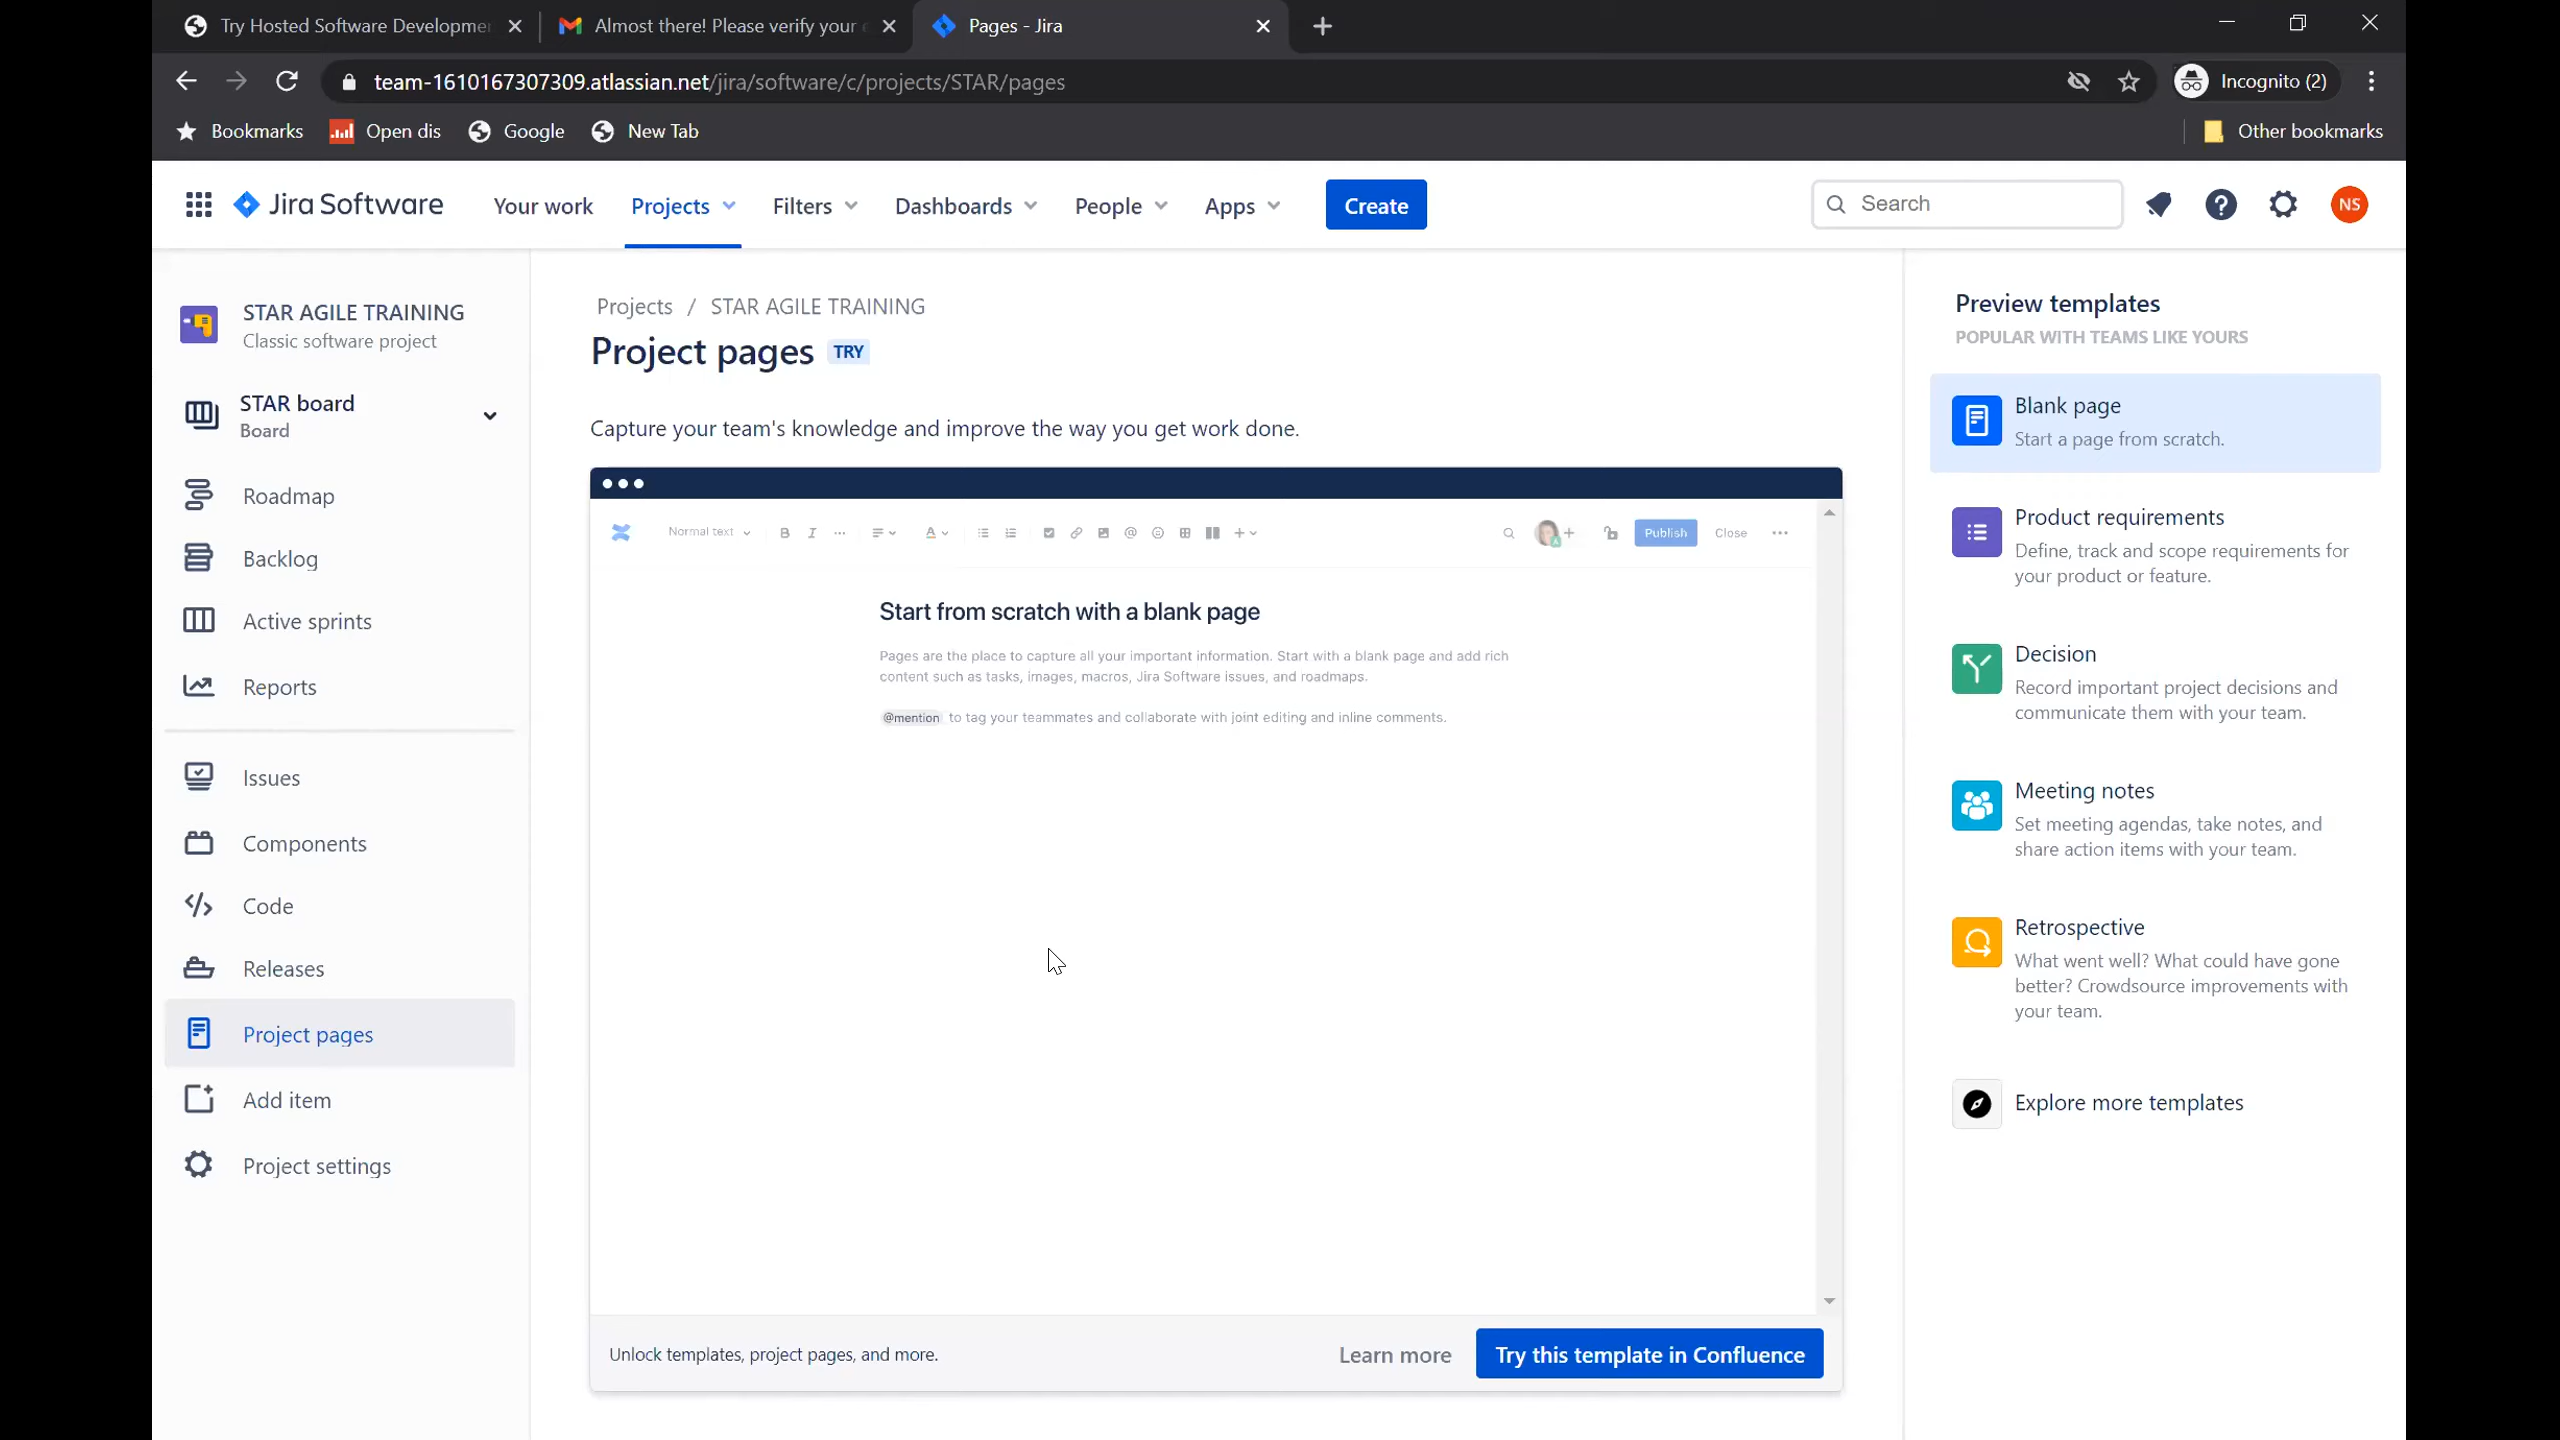 Try Hosted Software Developme
Almost there! Please verify your e
Pages - Jira
team-1610167307309.atlassian.net/jira/software/c/projects/STAR/pages
Incognito (2)
Bookmarks
Open dis
Google
New Tab
Other bookmarks
Jira Software
Your work
Projects
Filters
Dashboards
People
Apps
Create
Search
NS
STAR AGILE TRAINING
Classic software project
STAR board
Board
Roadmap
Backlog
Active sprints
Reports
Issues
Components
Code
Releases
Project pages
Add item
Project settings
Projects / STAR AGILE TRAINING
Project pages TRY
Capture your team's knowledge and improve the way you get work done.
Normal text
B I
A
Publish
Close
Start from scratch with a blank page
Pages are the place to capture all your important information. Start with a blank page and add rich
content such as tasks, images, macros, Jira Software issues, and roadmaps.
@mention to tag your teammates and collaborate with joint editing and inline comments.
Unlock templates, project pages, and more.
Learn more
Try this template in Confluence
Preview templates
POPULAR WITH TEAMS LIKE YOURS
Blank page
Start a page from scratch.
Product requirements
Define, track and scope requirements for
your product or feature.
Decision
Record important project decisions and
communicate them with your team.
Meeting notes
Set meeting agendas, take notes, and
share action items with your team.
Retrospective
What went well? What could have gone
better? Crowdsource improvements with
your team.
Explore more templates